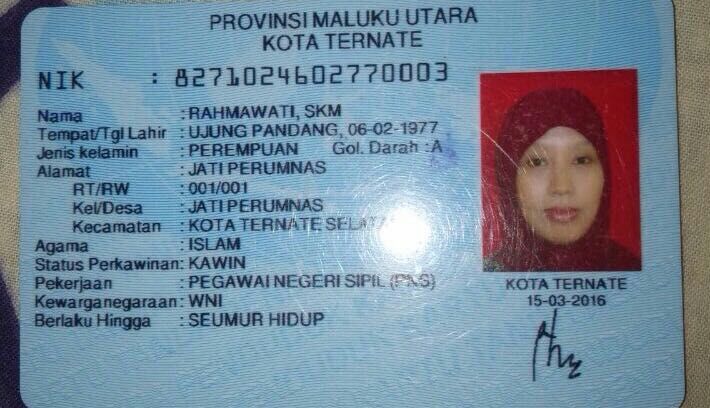 PROVINSI MALUKU UTARA
KOTA TERNATE
NIK : 8271024602770003
Nama : RAHMAWATI, SKM
Tempat/Tgl Lahir : UJUNG PANDANG, 06-02-1977
Jenis kelamin : PEREMPUAN Gol. Darah : A
Alamat : JATI PERUMNAS
RT/RW : 001/001
Kel/Desa : JATI PERUMNAS
Kecamatan : KOTA TERNATE SELATAN
Agama : ISLAM
Status Perkawinan: KAWIN
Pekerjaan : PEGAWAI NEGERI SIPIL (PNS)
Kewarganegaraan: WNI
Berlaku Hingga : SEUMUR HIDUP
KOTA TERNATE
15-03-2016